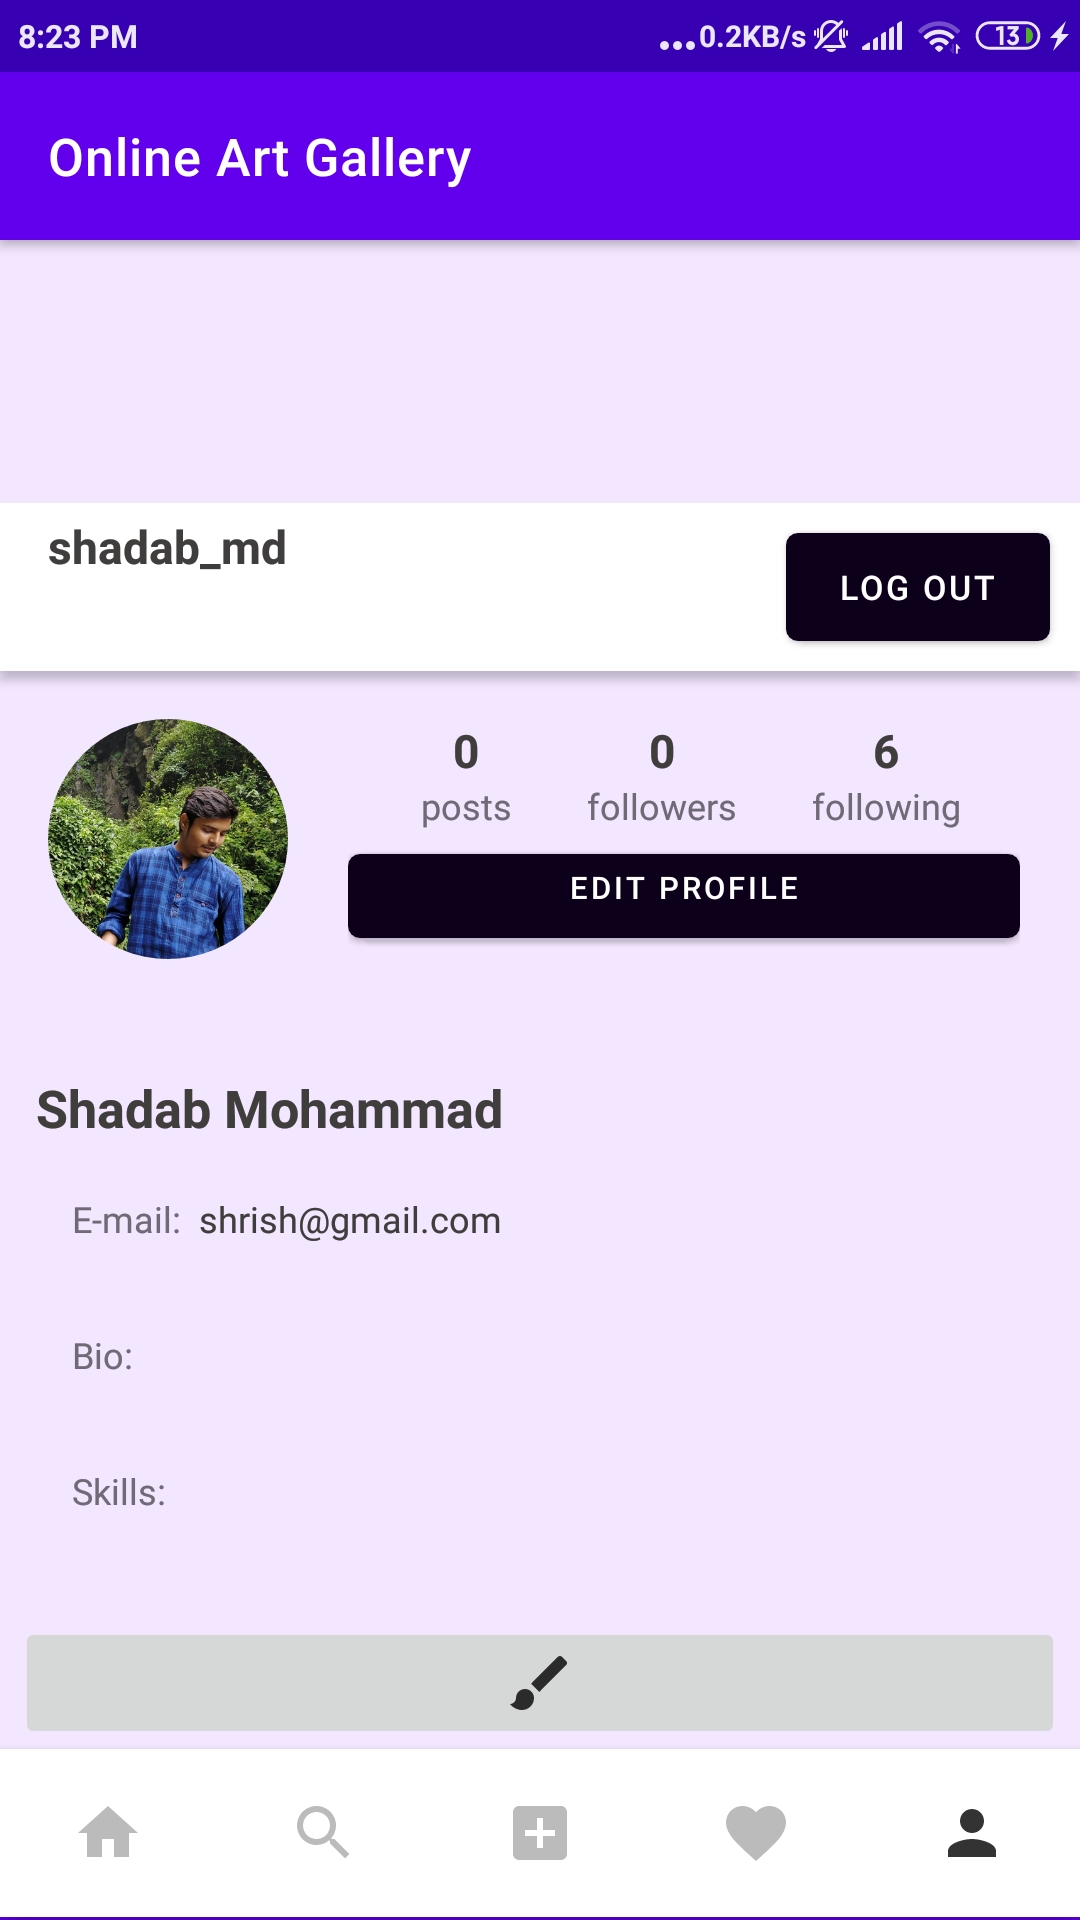 8:23 PM ...0.2KB/s 13
Online Art Gallery
shadab_md
LOG OUT
0 0 6
posts followers following
EDIT PROFILE
Shadab Mohammad
E-mail: shrish@gmail.com
Bio:
Skills: